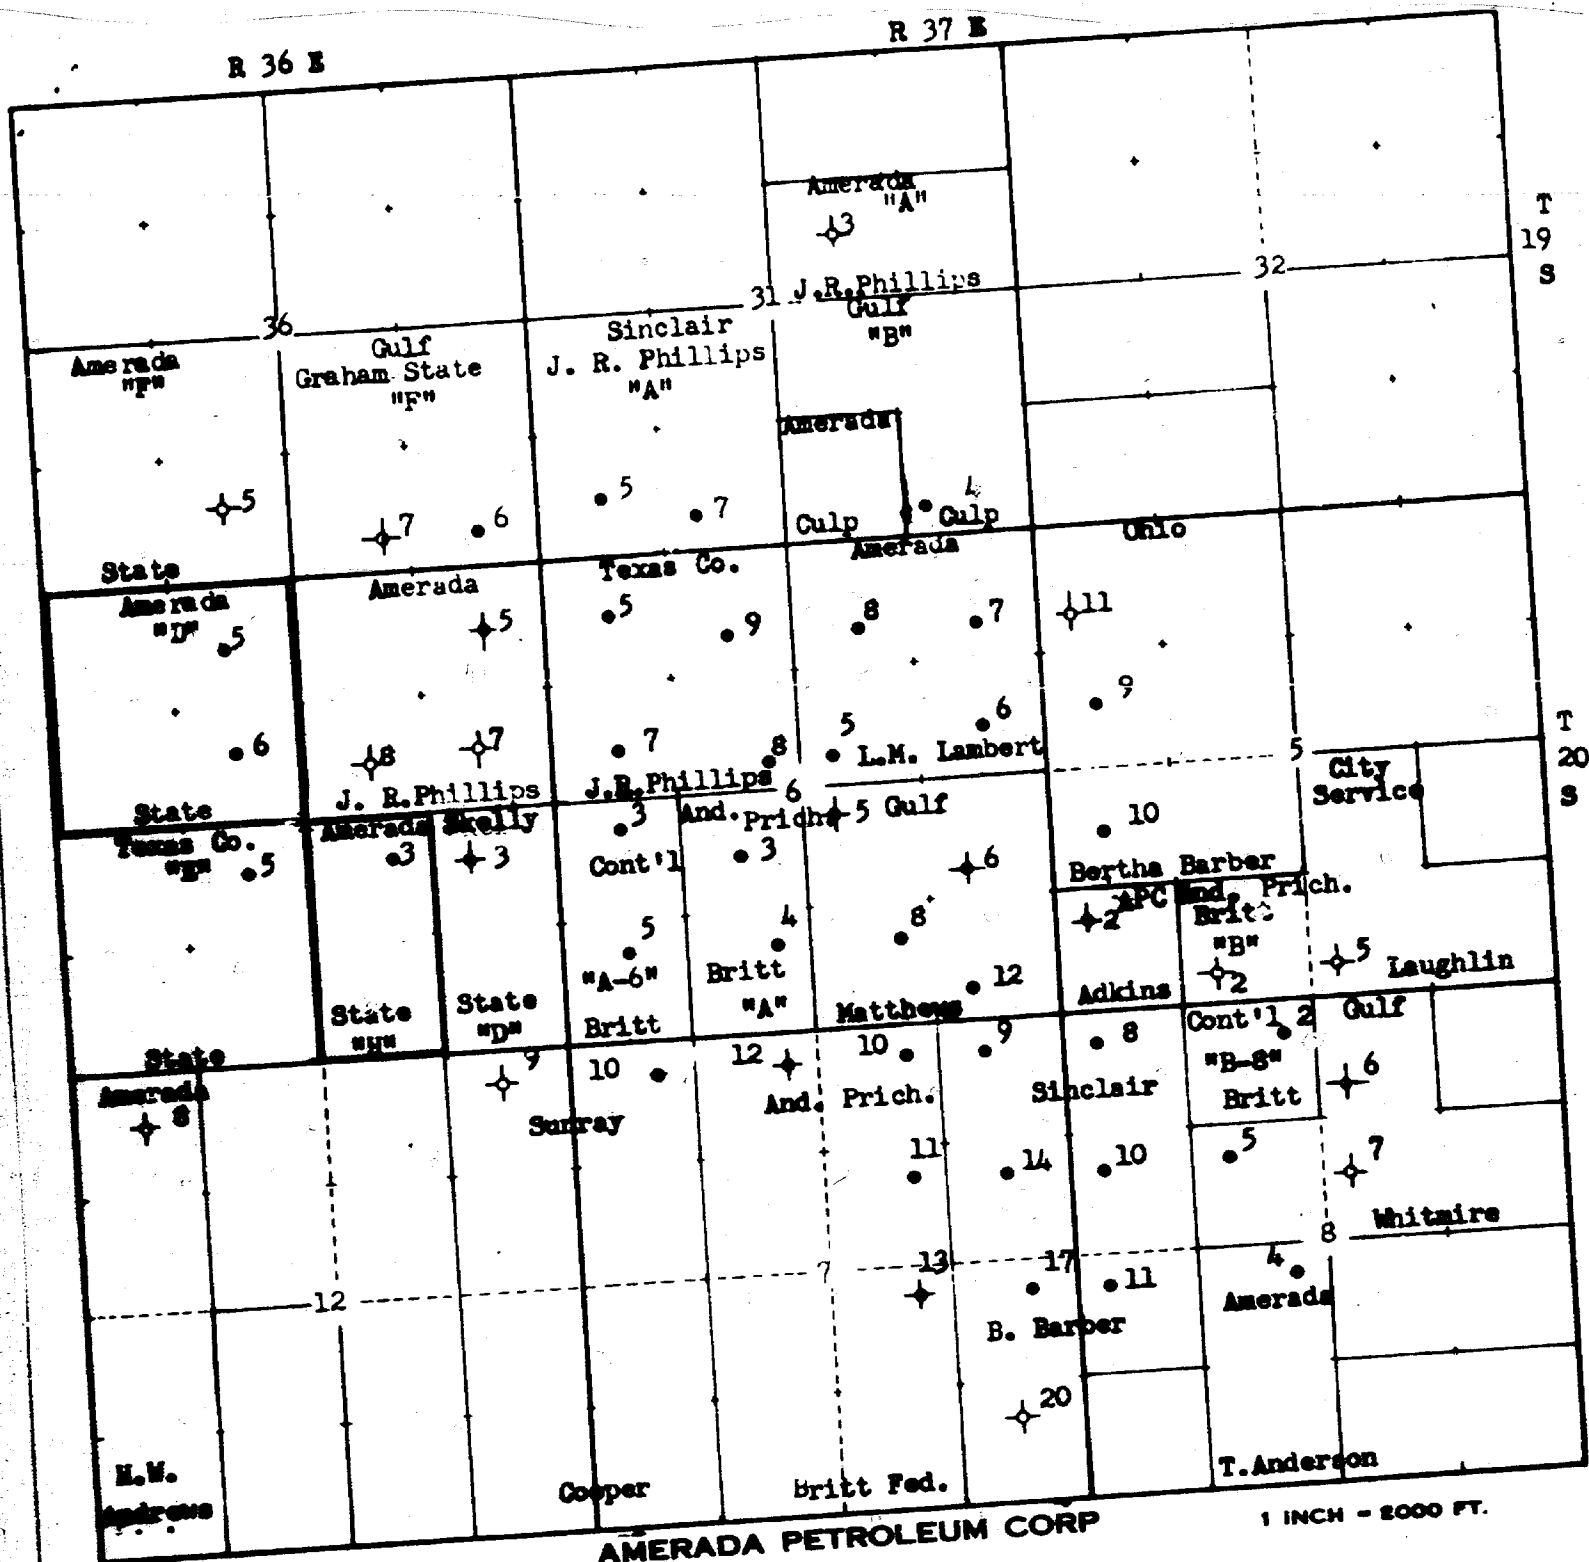 R 36 E
R 37 E
T
19
S
Amerada
"A"
3
J.R.Phillips
36
31
32
Amerada
"F"
5
State
Gulf
Graham State
"F"
7
6
Sinclair
J. R. Phillips
"A"
5
7
Gulf
"B"
Amerada
Culp
4
Culp
Amerada
"D"
5
6
State
Amerada
5
8
7
J. R.Phillips
Texas Co.
5
9
7
8
J.R.Phillips
6
Amerada
8
7
5
6
L.M. Lambert
Ohio
11
9
5
10
Bertha Barber
City
Service
T
20
S
Texas Co.
5
State
Amerada
3
State
"H"
Skelly
3
State
"D"
3
Cont'l
5
"A-6"
Britt
And. Prich.
3
4
Britt
"A"
5 Gulf
6
8
12
Matthews
APC
2
Adkins
And. Prich.
Britt
"B"
2
5
Laughlin
Amerada
8
H.W.
Andrews
12
9
10
Sunray
Cooper
12
10
And. Prich.
11
7
13
Britt Fed.
9
8
Sinclair
14
10
17
11
B. Barber
20
Cont'l 2
"B-8"
Britt
5
Gulf
6
7
Whitmire
8
4
Amerada
T.Anderson
AMERADA PETROLEUM CORP
1 INCH = 2000 FT.